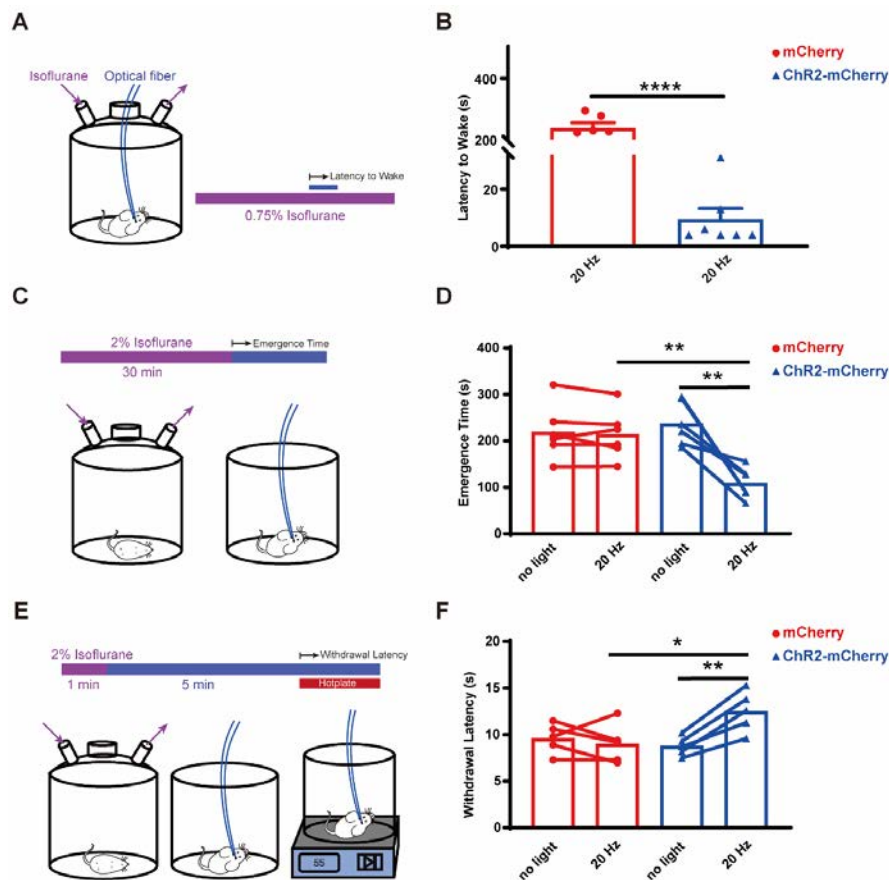 A
Isoflurane
Optical fiber
Latency to Wake
0.75% Isoflurane
B
mCherry
ChR2-mCherry
****
Latency to Wake (s)
400
200
20
0
20 Hz
20 Hz
C
2% Isoflurane
Emergence Time
30 min
D
mCherry
ChR2-mCherry
**
**
Emergence Time (s)
400
300
200
100
0
no light
20 Hz
no light
20 Hz
E
2% Isoflurane
Withdrawal Latency
1 min
5 min
Hotplate
55
F
mCherry
ChR2-mCherry
*
**
Withdrawal Latency (s)
20
15
10
5
0
no light
20 Hz
no light
20 Hz